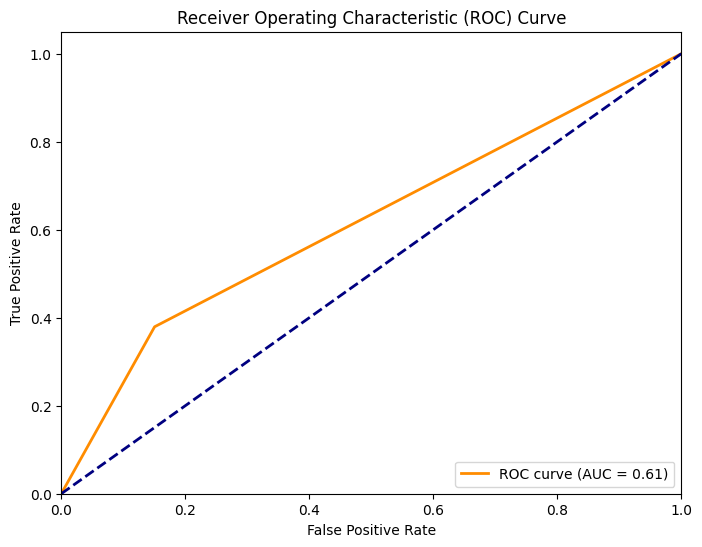 Receiver Operating Characteristic (ROC) Curve
True Positive Rate
1.0
0.8
0.6
0.4
0.2
0.0
ROC curve (AUC = 0.61)
0.0 0.2 0.4 0.6 0.8 1.0
False Positive Rate